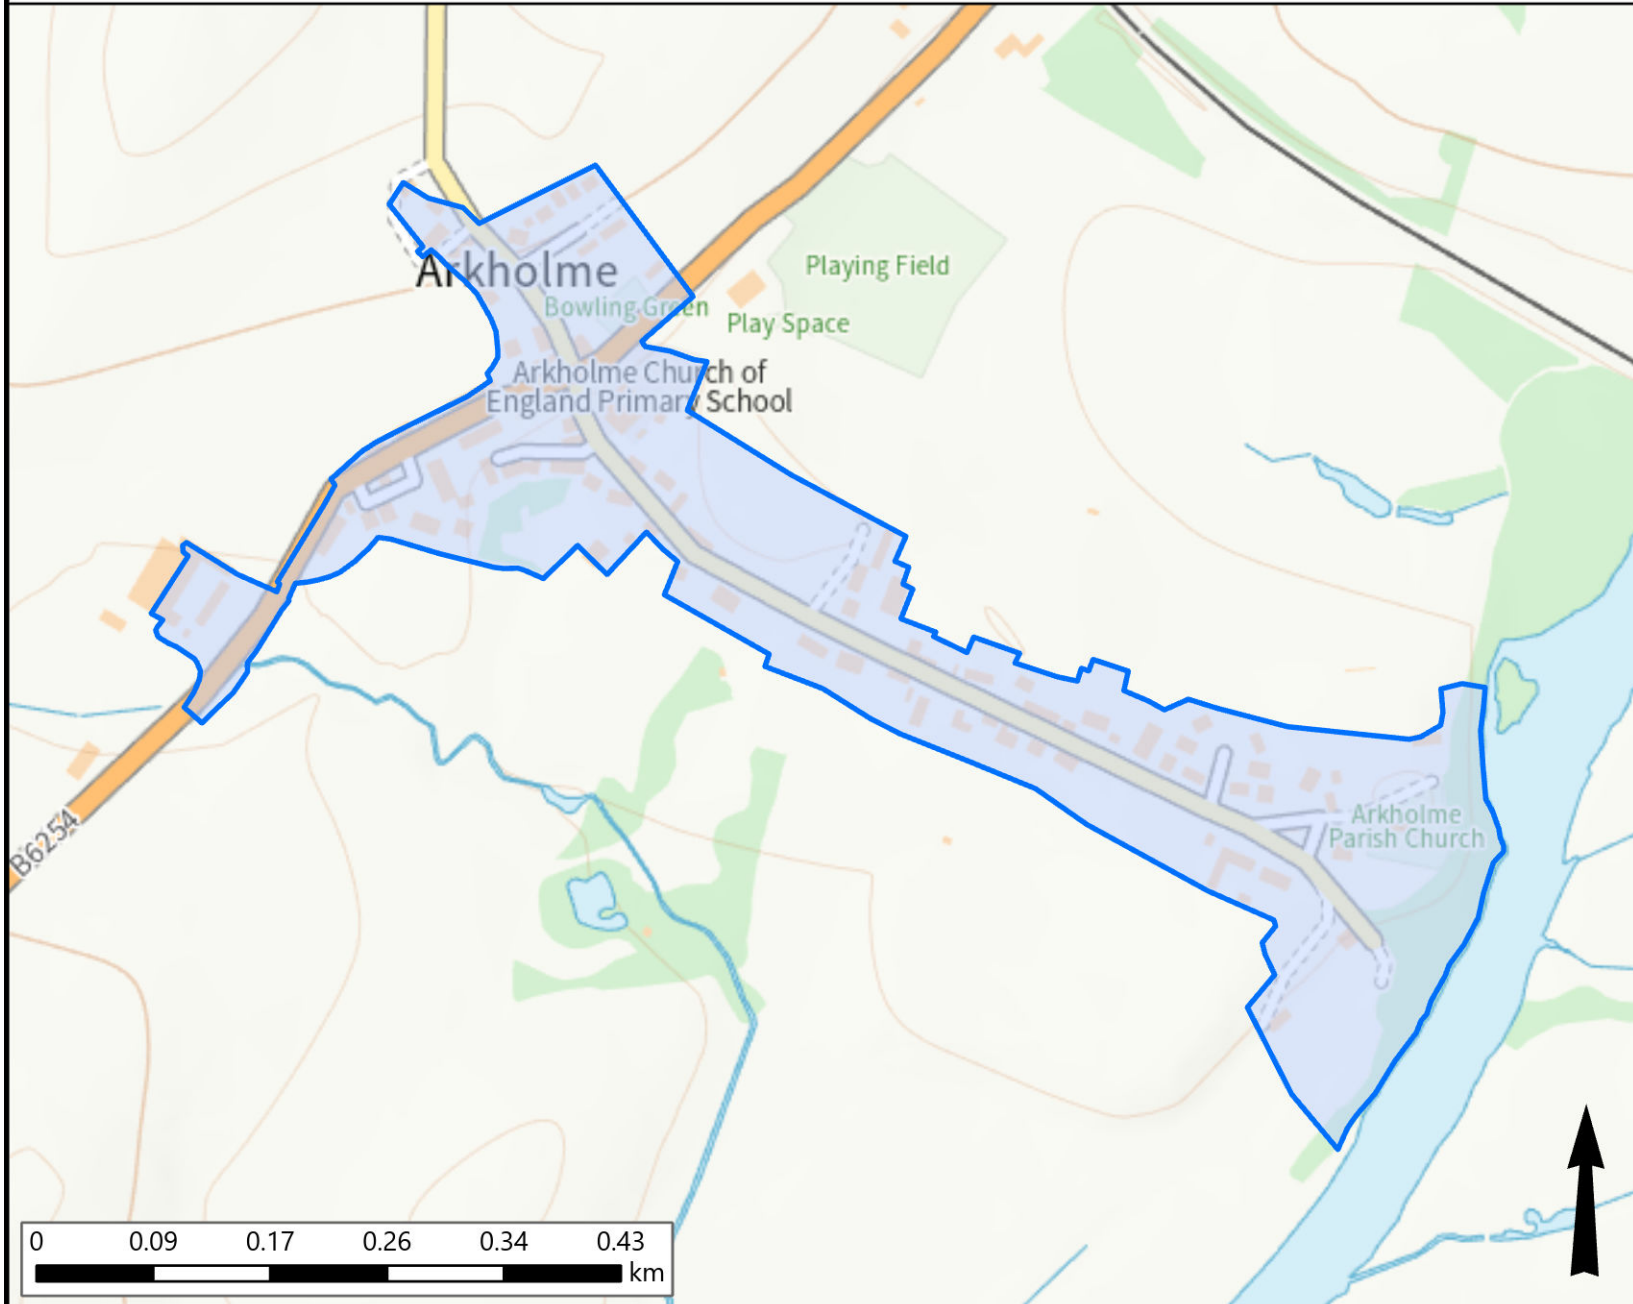 Arkholme
Playing Field
Bowling Green
Play Space
Arkholme Church of
England Primary School
B6254
Arkholme
Parish Church
0 0.09 0.17 0.26 0.34 0.43
km